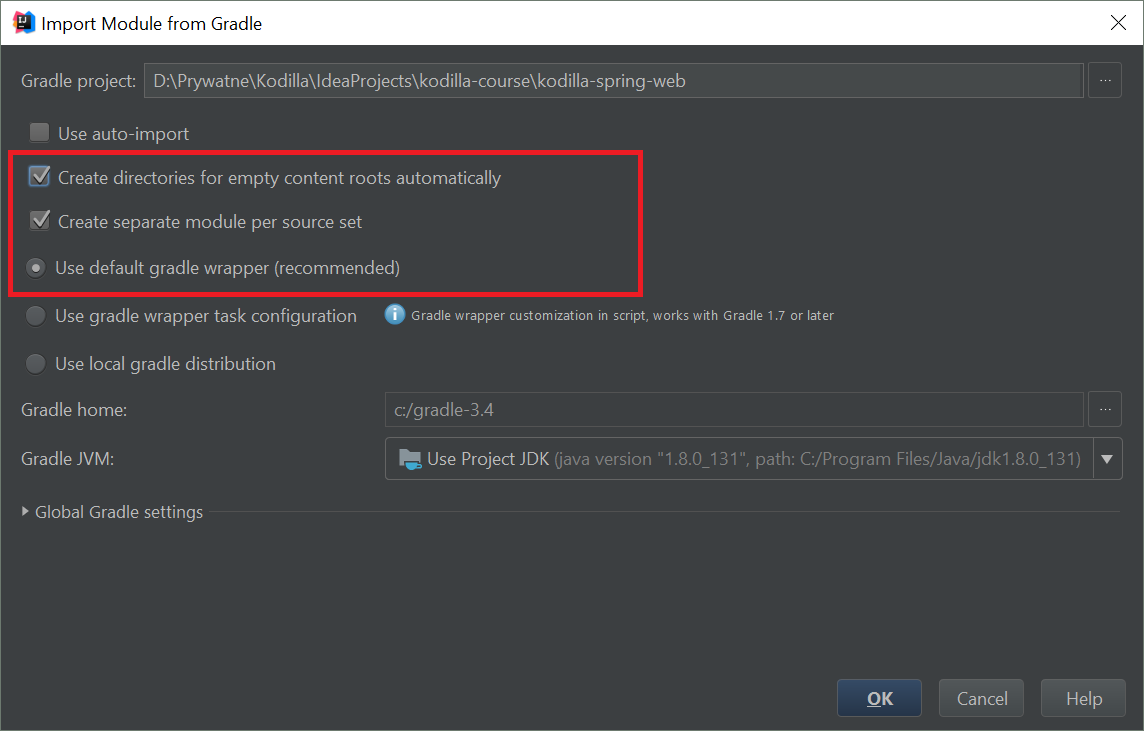 Import Module from Gradle
Gradle project: D:\Prywatne\Kodilla\IdeaProjects\kodilla-course\kodilla-spring-web ...
Use auto-import
Create directories for empty content roots automatically
Create separate module per source set
Use default gradle wrapper (recommended)
Use gradle wrapper task configuration Gradle wrapper customization in script, works with Gradle 1.7 or later
Use local gradle distribution
Gradle home: c:/gradle-3.4 ...
Gradle JVM: Use Project JDK (java version "1.8.0_131", path: C:/Program Files/Java/jdk1.8.0_131)
Global Gradle settings
OK Cancel Help